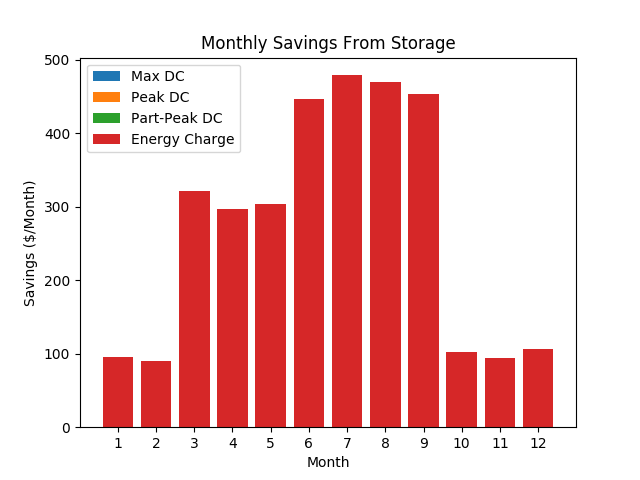 Monthly Savings From Storage
Max DC
Peak DC
Part-Peak DC
Energy Charge
500
400
300
200
100
0
Savings ($/Month)
1 2 3 4 5 6 7 8 9 10 11 12
Month